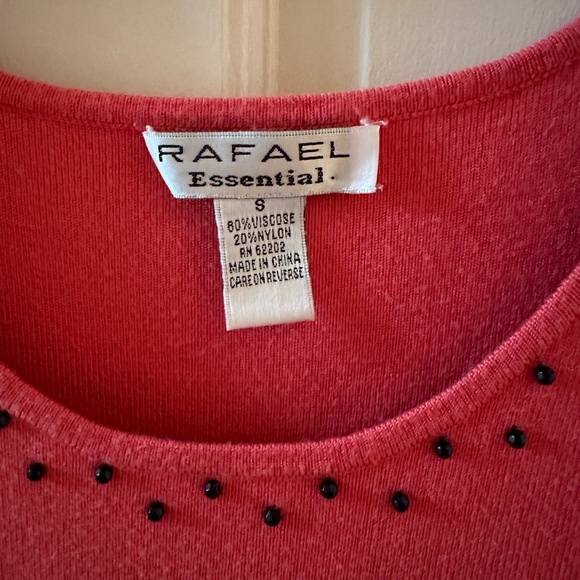 RAFAEL
Essential.
S
80%VISCOSE
20%NYLON
RN 62202
MADE IN CHINA
CARE ON REVERSE